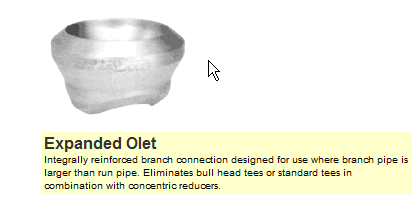 Expanded Olet
Integrally reinforced branch connection designed for use where branch pipe is
larger than run pipe. Eliminates bull head tees or standard tees in
combination with concentric reducers.